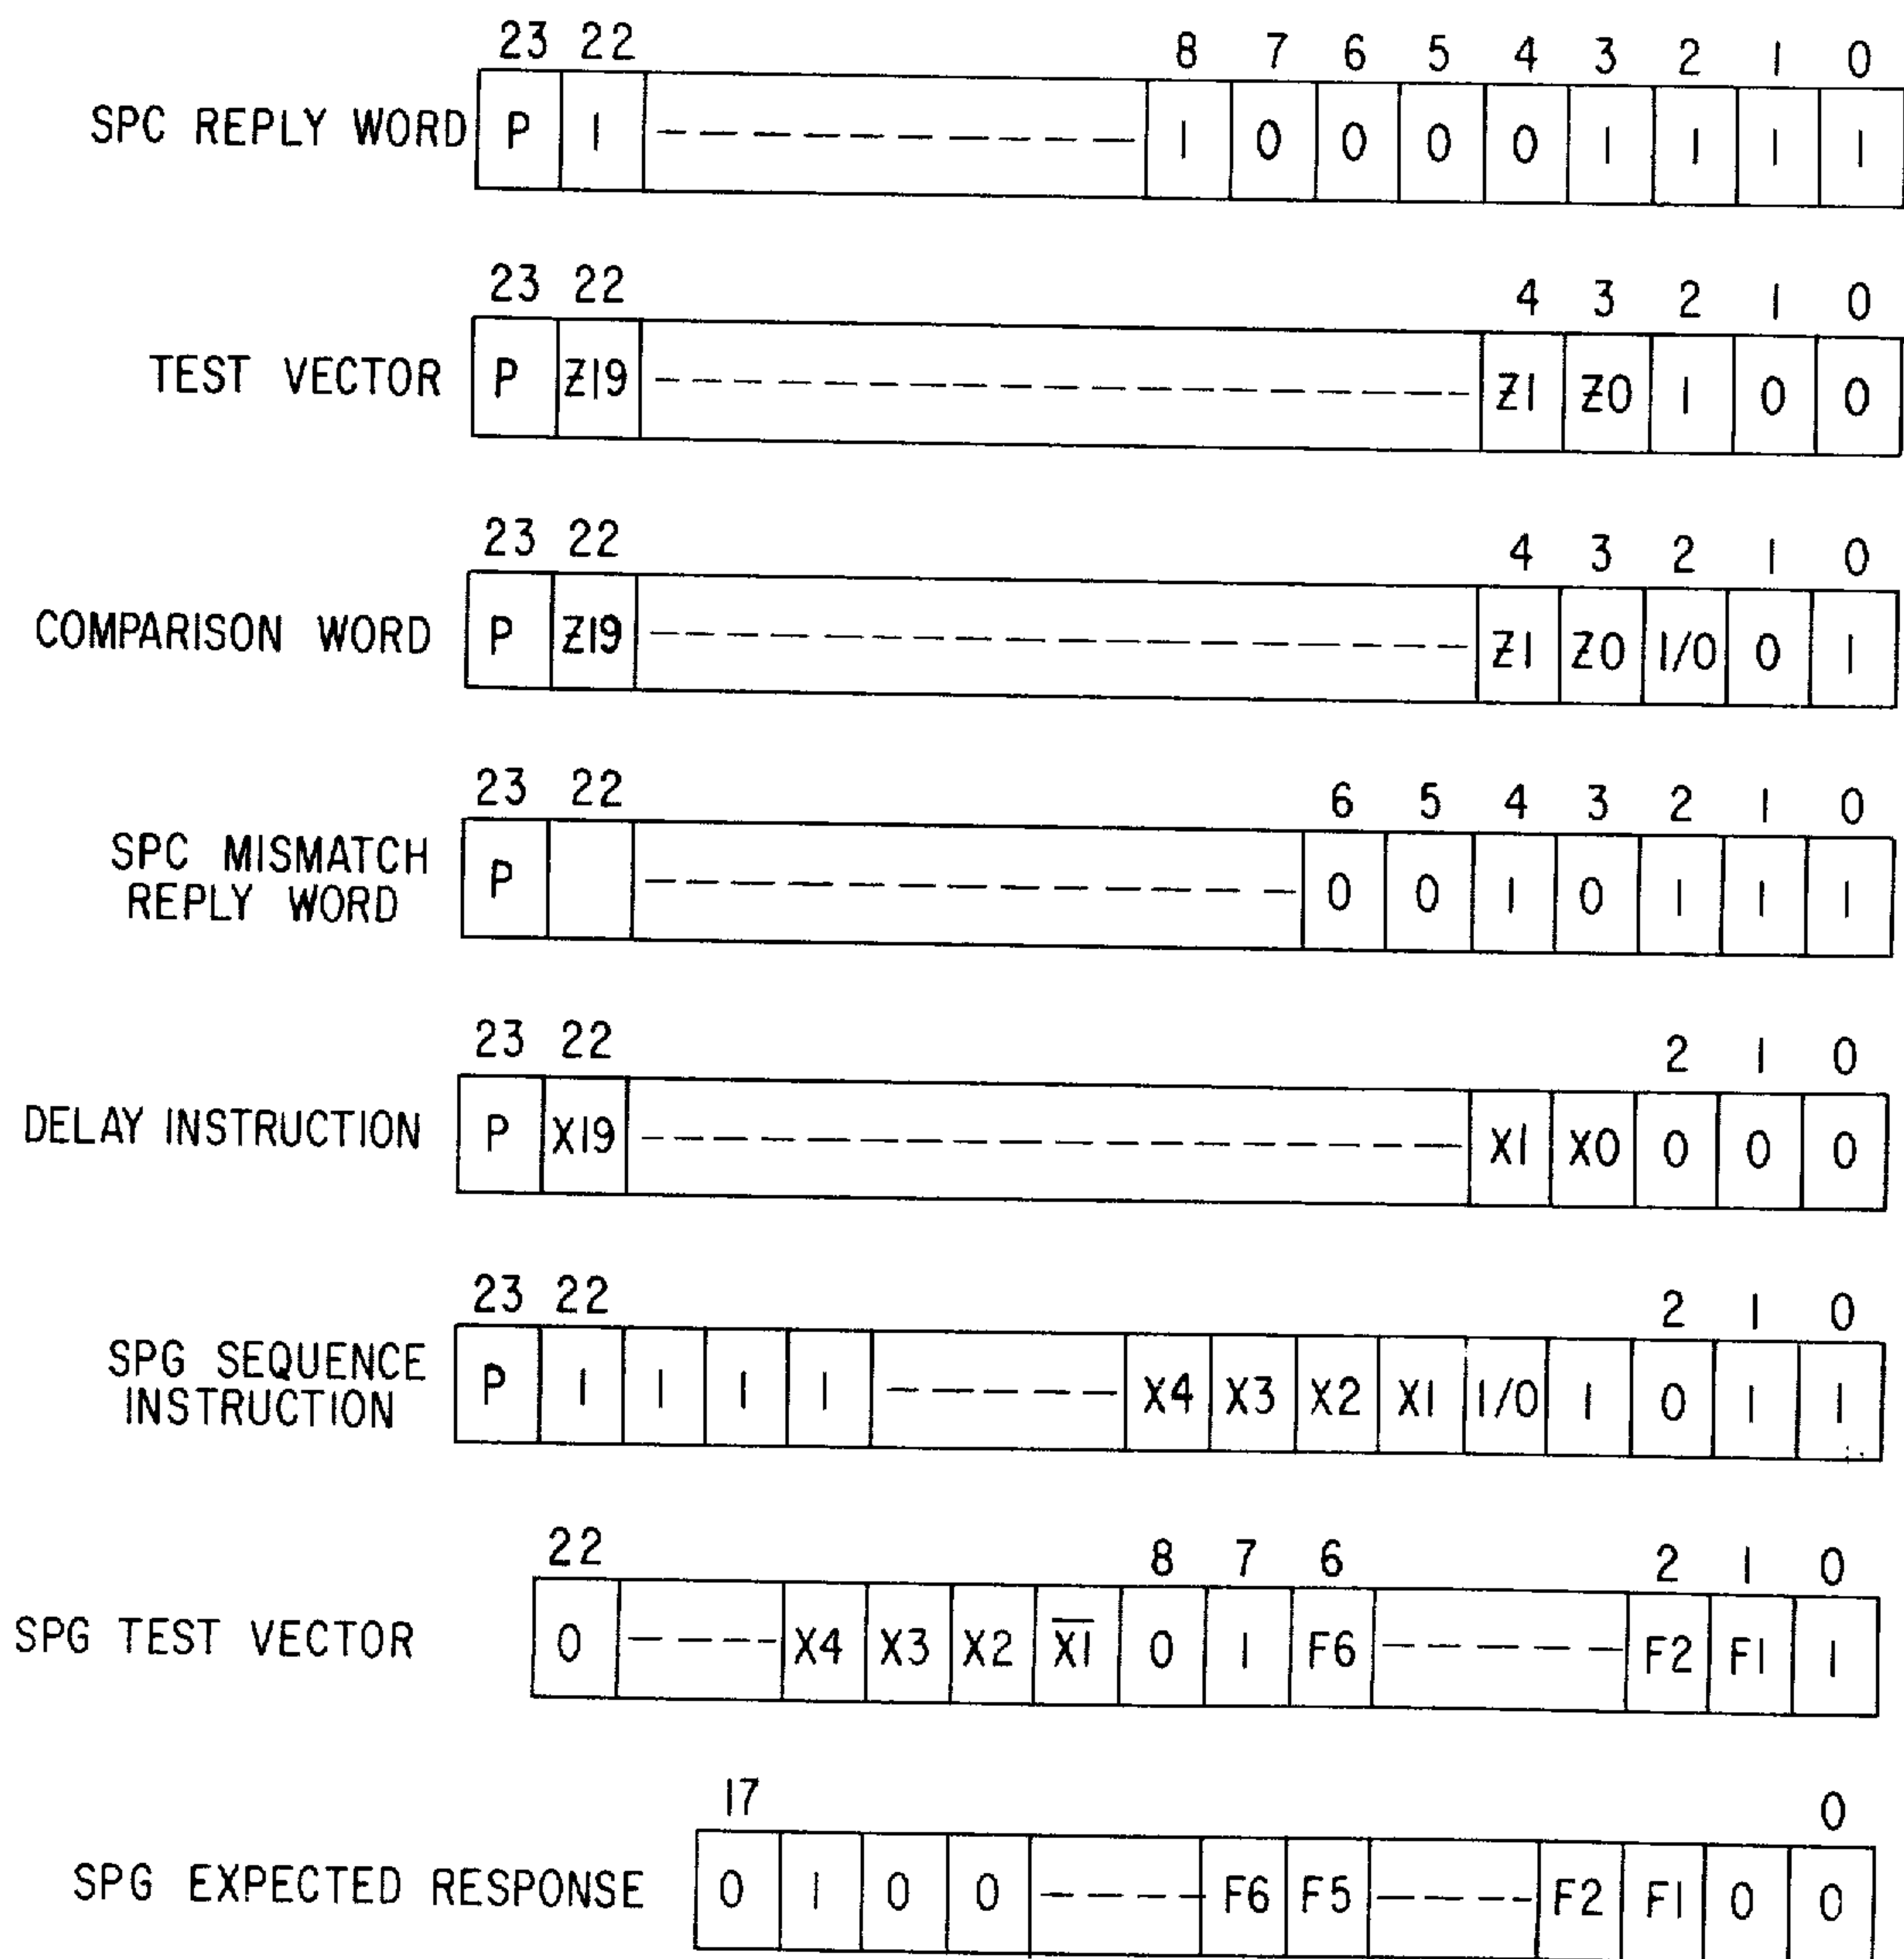 23 22 8 7 6 5 4 3 2 1 0
SPC REPLY WORD P 1 1 0 0 0 0 1 1 1 1
23 22 4 3 2 1 0
TEST VECTOR P Z19 Z1 Z0 1 0 0
23 22 4 3 2 1 0
COMPARISON WORD P Z19 Z1 Z0 1/0 0 1
23 22 6 5 4 3 2 1 0
SPC MISMATCH
REPLY WORD
P 0 0 1 0 1 1 1
23 22 2 1 0
DELAY INSTRUCTION P X19 X1 X0 0 0 0
23 22 2 1 0
SPG SEQUENCE
INSTRUCTION
P 1 1 1 1 X4 X3 X2 X1 1/0 1 0 1 1
22 8 7 6 2 1 0
SPG TEST VECTOR 0 X4 X3 X2 X̅1̅ 0 1 F6 F2 F1 1
17 0
SPG EXPECTED RESPONSE 0 1 0 0 F6 F5 F2 F1 0 0